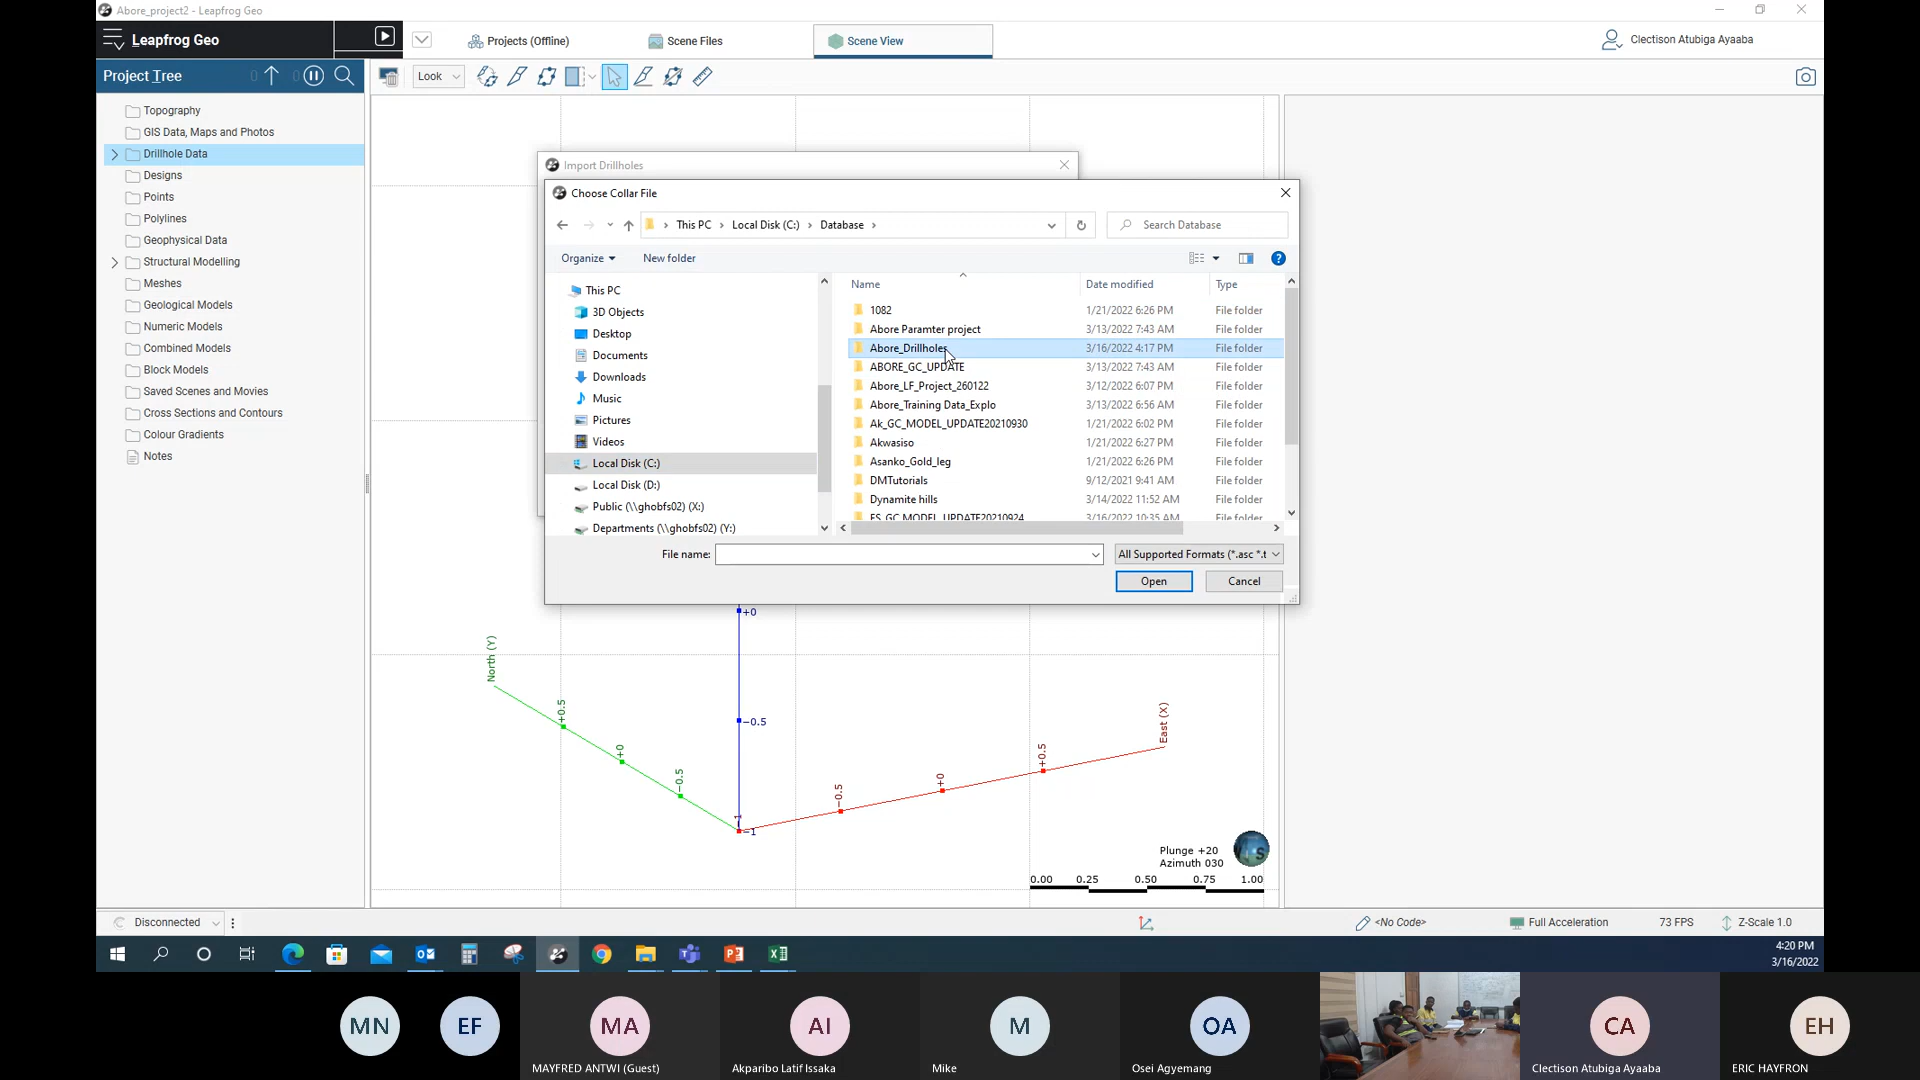 Abore_project2 - Leapfrog Geo
Leapfrog Geo
Projects (Offline)
Scene Files
Scene View
Clectison Atubiga Ayaaba
Project Tree
0
0
Look
Topography
GIS Data, Maps and Photos
Drillhole Data
Designs
Points
Polylines
Geophysical Data
Structural Modelling
Meshes
Geological Models
Numeric Models
Combined Models
Block Models
Saved Scenes and Movies
Cross Sections and Contours
Colour Gradients
Notes
Import Drillholes
Choose Collar File
This PC › Local Disk (C:) › Database ›
Search Database
Organize
New folder
This PC
3D Objects
Desktop
Documents
Downloads
Music
Pictures
Videos
Local Disk (C:)
Local Disk (D:)
Public (\\ghobfs02) (X:)
Departments (\\ghobfs02) (Y:)
Name Date modified Type
1082 1/21/2022 6:26 PM File folder
Abore Paramter project 3/13/2022 7:43 AM File folder
Abore_Drillholes 3/16/2022 4:17 PM File folder
ABORE_GC_UPDATE 3/13/2022 7:43 AM File folder
Abore_LF_Project_260122 3/12/2022 6:07 PM File folder
Abore_Training Data_Explo 3/13/2022 6:56 AM File folder
Ak_GC_MODEL_UPDATE20210930 1/21/2022 6:02 PM File folder
Akwasiso 1/21/2022 6:27 PM File folder
Asanko_Gold_leg 1/21/2022 6:26 PM File folder
DMTutorials 9/12/2021 9:41 AM File folder
Dynamite hills 3/14/2022 11:52 AM File folder
ES_GC_MODEL_UPDATE20210924 3/16/2022 10:35 AM File folder
File name:
All Supported Formats (*.asc *.t
Open
Cancel
+0
-0.5
-1
North (Y)
+0.5
+0
-0.5
-1
-0.5
+0
+0.5
East (X)
Plunge +20
Azimuth 030
0.00 0.25 0.50 0.75 1.00
Disconnected
<No Code>
Full Acceleration
73 FPS
Z-Scale 1.0
4:20 PM
3/16/2022
MN
EF
MA
MAYFRED ANTWI (Guest)
AI
Akparibo Latif Issaka
M
Mike
OA
Osei Agyemang
CA
Clectison Atubiga Ayaaba
EH
ERIC HAYFRON